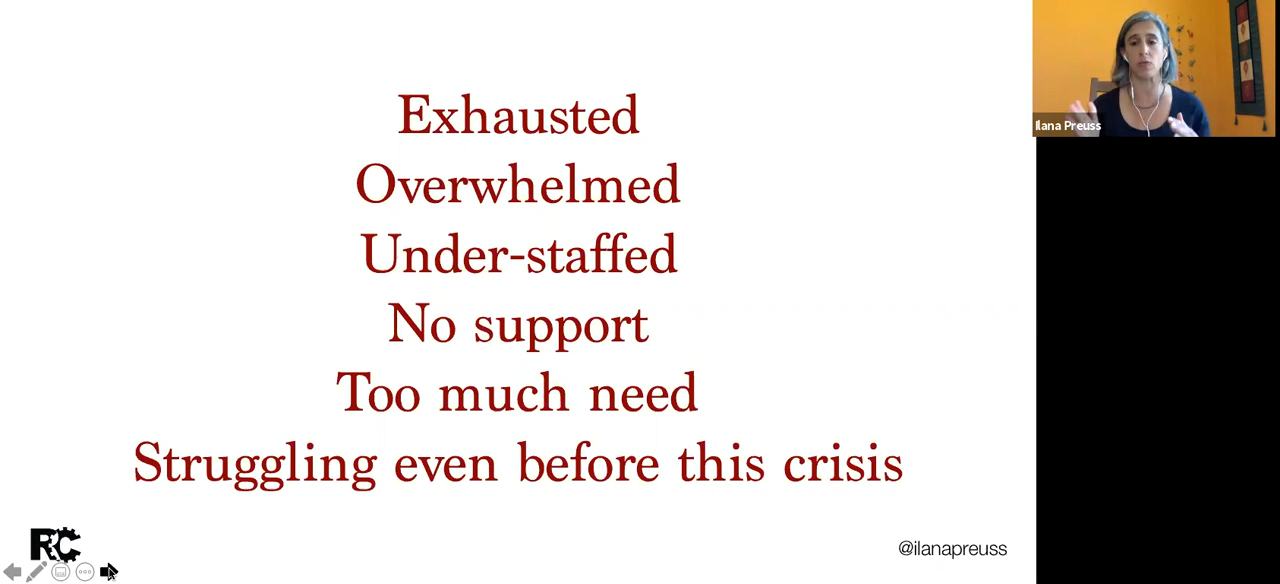 Exhausted
Overwhelmed
Under-staffed
No support
Too much need
Struggling even before this crisis
RC
@ilanapreuss
Ilana Preuss